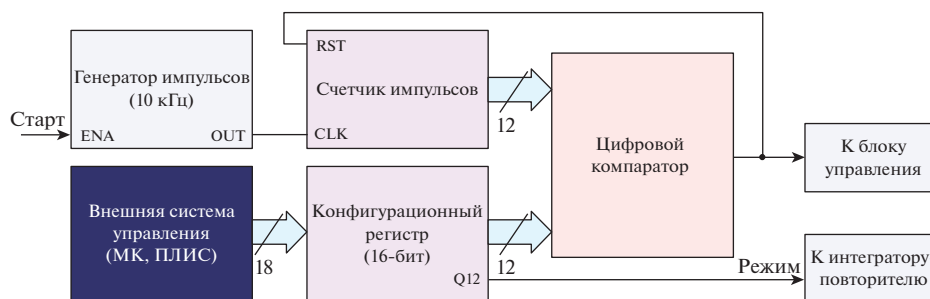 Генератор импульсов
(10 кГц)
Старт
ENA
OUT
RST
Счетчик импульсов
CLK
12
Цифровой
компаратор
К блоку
управления
Внешняя система
управления
(МК, ПЛИС)
18
Конфигурационный
регистр
(16-бит)
Q12
12
Режим
К интегратору-
повторителю